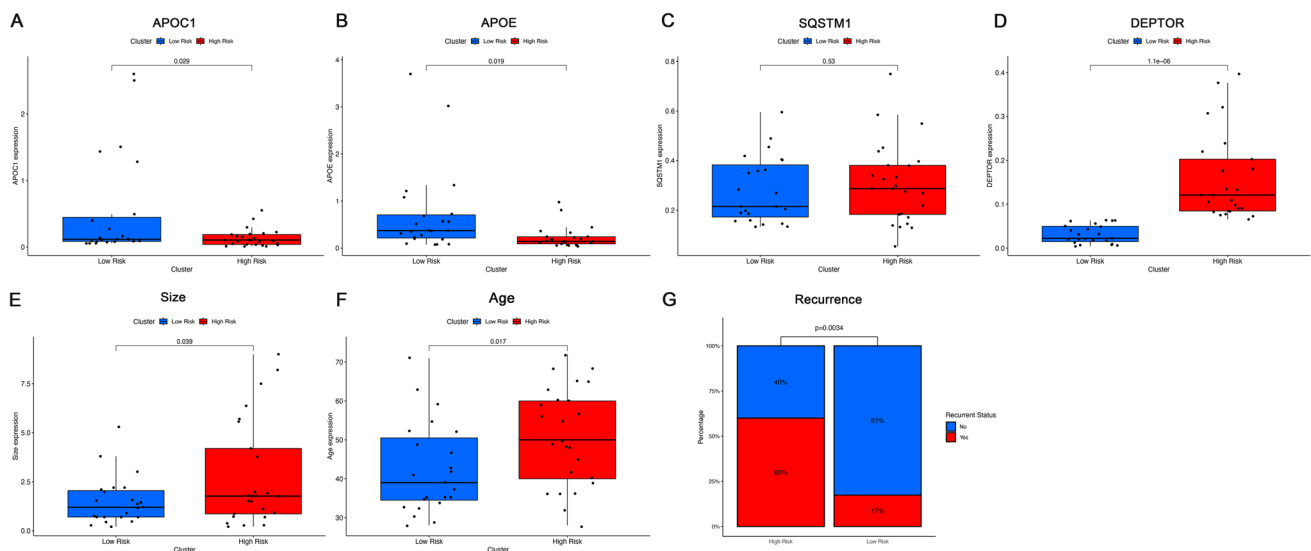 A
APOC1
Cluster Low Risk High Risk
0.029
2
1
0
APOC1 expression
Low Risk High Risk
Cluster
B
APOE
Cluster Low Risk High Risk
0.019
4
3
2
1
0
APOE expression
Low Risk High Risk
Cluster
C
SQSTM1
Cluster Low Risk High Risk
0.53
0.8
0.6
0.4
0.2
SQSTM1 expression
Low Risk High Risk
Cluster
D
DEPTOR
Cluster Low Risk High Risk
1.1e−06
0.4
0.3
0.2
0.1
0.0
DEPTOR expression
Low Risk High Risk
Cluster
E
Size
Cluster Low Risk High Risk
0.039
7.5
5.0
2.5
0.0
Size expression
Low Risk High Risk
Cluster
F
Age
Cluster Low Risk High Risk
0.017
70
60
50
40
30
Age expression
Low Risk High Risk
Cluster
G
Recurrence
p=0.0034
100%
75%
50%
25%
0%
Percentage
40%
60%
83%
17%
High Risk Low Risk
Recurrent Status
No
Yes